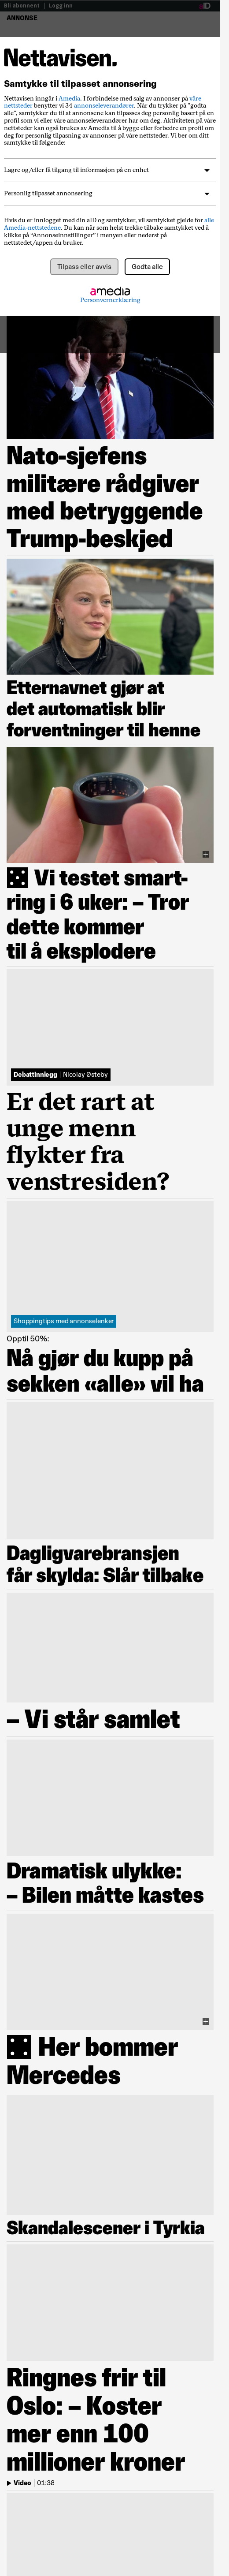 Bli abonnent | Logg inn
aiD
ANNONSE
Nettavisen.
Samtykke til tilpasset annonsering
Nettavisen inngår i Amedia. I forbindelse med salg av annonser på våre
nettsteder benytter vi 34 annonseleverandører. Når du trykker på "godta
alle", samtykker du til at annonser kan tilpasses deg personlig basert på en
profil som vi eller våre annonseleverandører har om deg. Aktiviteten på våre
nettsteder kan også brukes av Amedia til å bygge eller forbedre en profil om
deg for personlig tilpasning av annonser på våre nettsteder. Vi ber om ditt
samtykke til følgende:
Lagre og/eller få tilgang til informasjon på en enhet
Personlig tilpasset annonsering
Hvis du er innlogget med din aID og samtykker, vil samtykket gjelde for alle
Amedia-nettstedene. Du kan når som helst trekke tilbake samtykket ved å
klikke på “Annonseinnstillinger” i menyen eller nederst på
nettstedet/appen du bruker.
Tilpass eller avvis
Godta alle
amedia
Personvernerklæring
Nato-sjefens
militære rådgiver
med betryggende
Trump-beskjed
Etternavnet gjør at
det automatisk blir
forventninger til henne
Vi testet smart-
ring i 6 uker: – Tror
dette kommer
til å eksplodere
Debattinnlegg | Nicolay Østeby
Er det rart at
unge menn
flykter fra
venstresiden?
Shoppingtips med annonselenker
Opptil 50%:
Nå gjør du kupp på
sekken «alle» vil ha
Dagligvarebransjen
får skylda: Slår tilbake
– Vi står samlet
Dramatisk ulykke:
– Bilen måtte kastes
Her bommer
Mercedes
Skandalescener i Tyrkia
Ringnes frir til
Oslo: – Koster
mer enn 100
millioner kroner
Video | 01:38